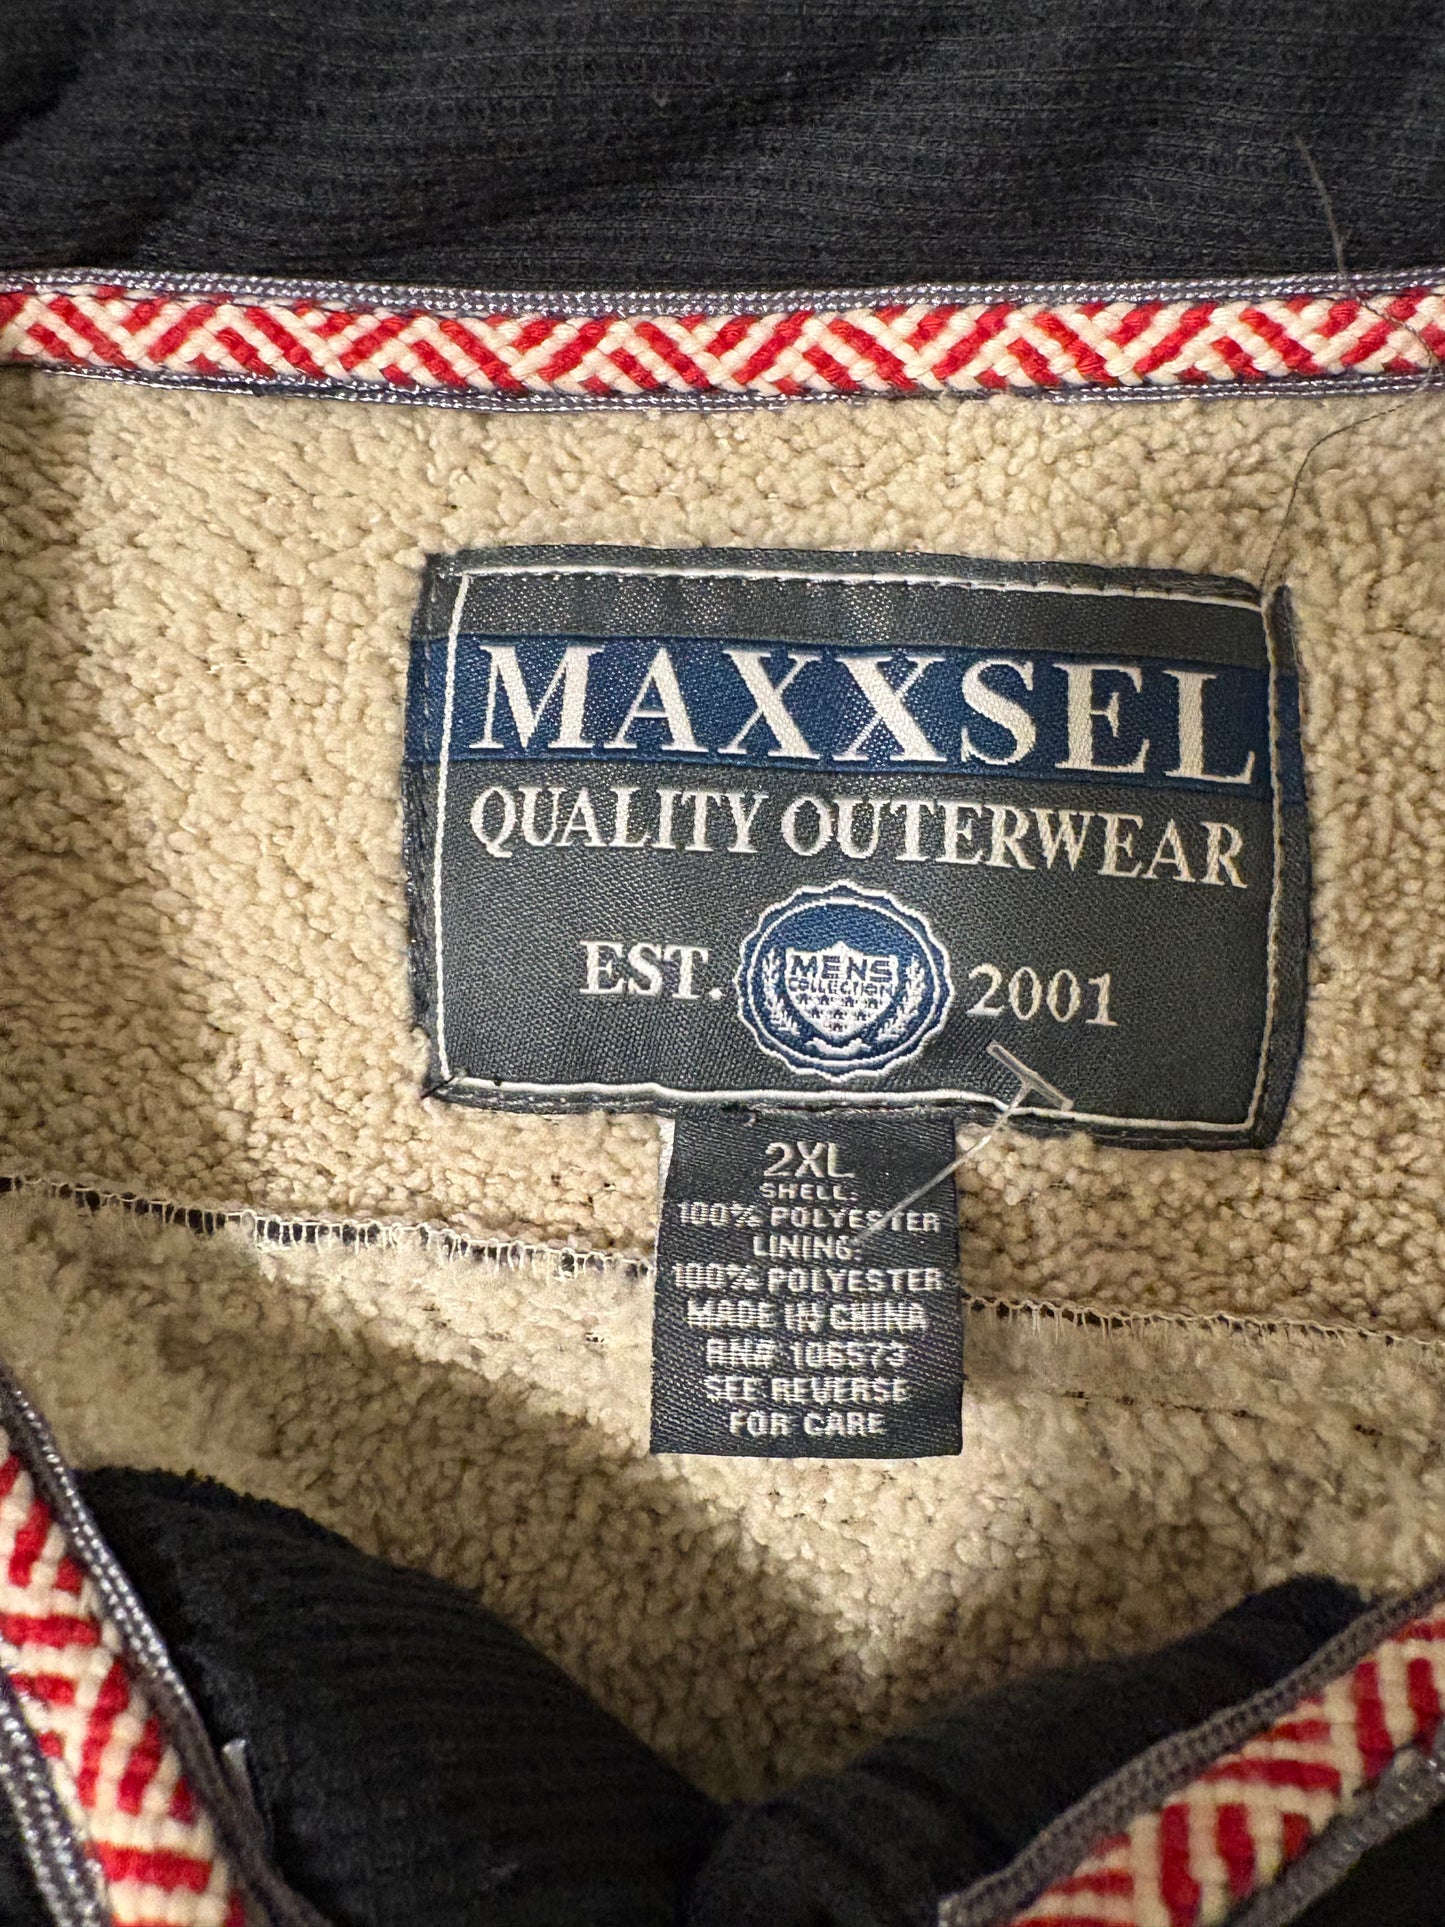 MAXXSEL
QUALITY OUTERWEAR
EST. 2001
MENS
COLLECTION
2XL
SHELL:
100% POLYESTER
LINING:
100% POLYESTER
MADE IN CHINA
RN# 106573
SEE REVERSE
FOR CARE